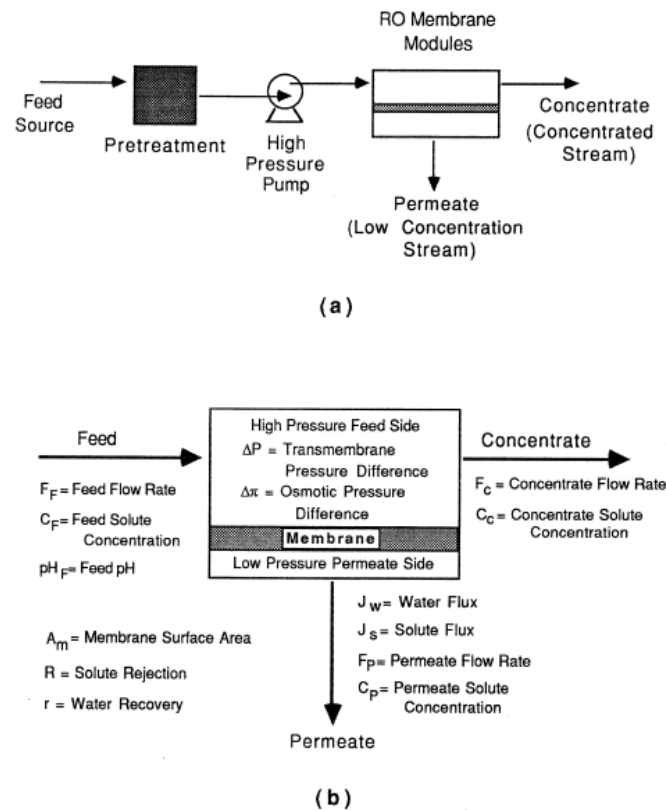 RO Membrane
Modules
Feed
Source
Pretreatment
High
Pressure
Pump
Concentrate
(Concentrated
Stream)
Permeate
(Low Concentration
Stream)
(a)
Feed
F_F= Feed Flow Rate
C_F= Feed Solute
Concentration
pH_F= Feed pH
High Pressure Feed Side
ΔP = Transmembrane
Pressure Difference
Δπ = Osmotic Pressure
Difference
Membrane
Low Pressure Permeate Side
Concentrate
F_c= Concentrate Flow Rate
C_c= Concentrate Solute
Concentration
A_m= Membrane Surface Area
R = Solute Rejection
r = Water Recovery
J_w= Water Flux
J_s= Solute Flux
F_P= Permeate Flow Rate
C_P= Permeate Solute
Concentration
Permeate
(b)